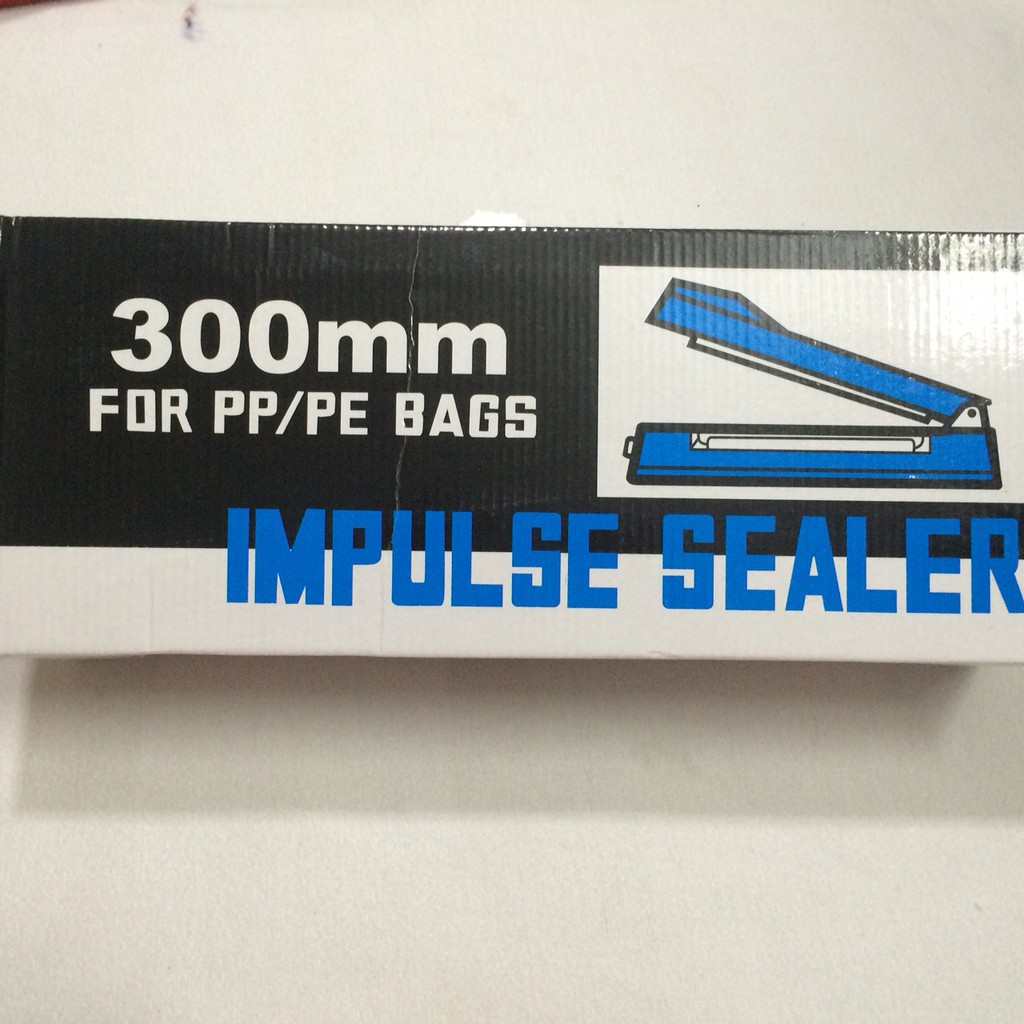 300mm
FOR PP/PE BAGS
IMPULSE SEALER